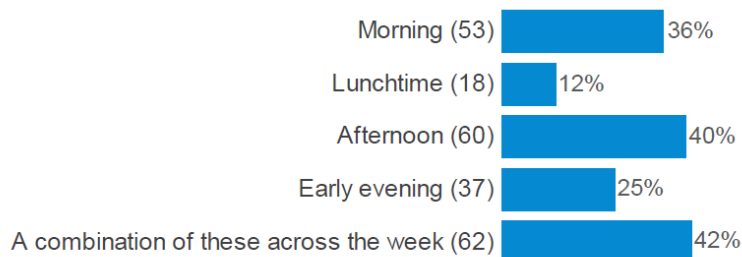 Morning (53) 36%
Lunchtime (18) 12%
Afternoon (60) 40%
Early evening (37) 25%
A combination of these across the week (62) 42%